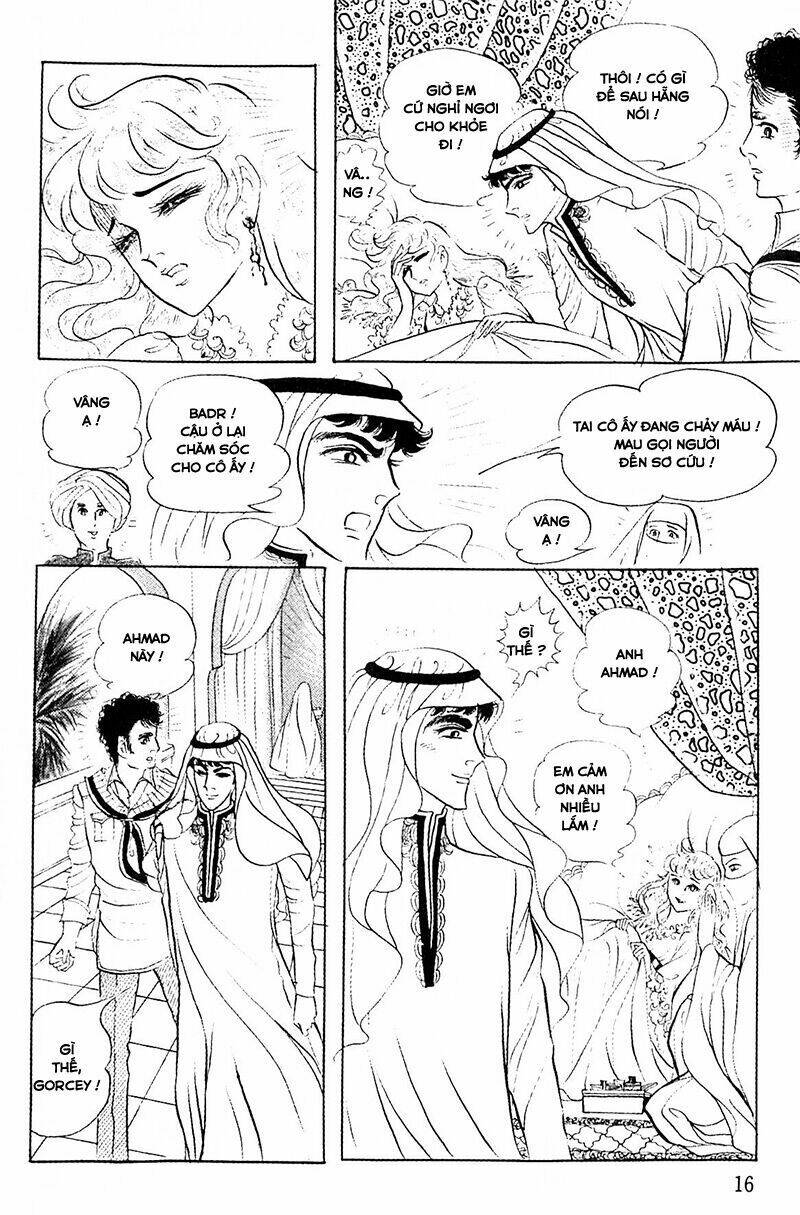 GIỜ EM
CỨ NGHỈ NGƠI
CHO KHỎE
ĐI !
THÔI ! CÓ GÌ
ĐỂ SAU HẴNG
NÓI !
VÂ..
NG !
VÂNG
Ạ !
BADR !
CẬU Ở LẠI
CHĂM SÓC
CHO CÔ ẤY !
TAI CÔ ẤY ĐANG CHẢY MÁU !
MAU GỌI NGƯỜI
ĐẾN SƠ CỨU !
VÂNG
Ạ !
AHMAD
NÀY !
GÌ
THẾ,
GORCEY !
GÌ
THẾ ?
ANH
AHMAD !
EM CẢM
ƠN ANH
NHIỀU
LẮM !
16